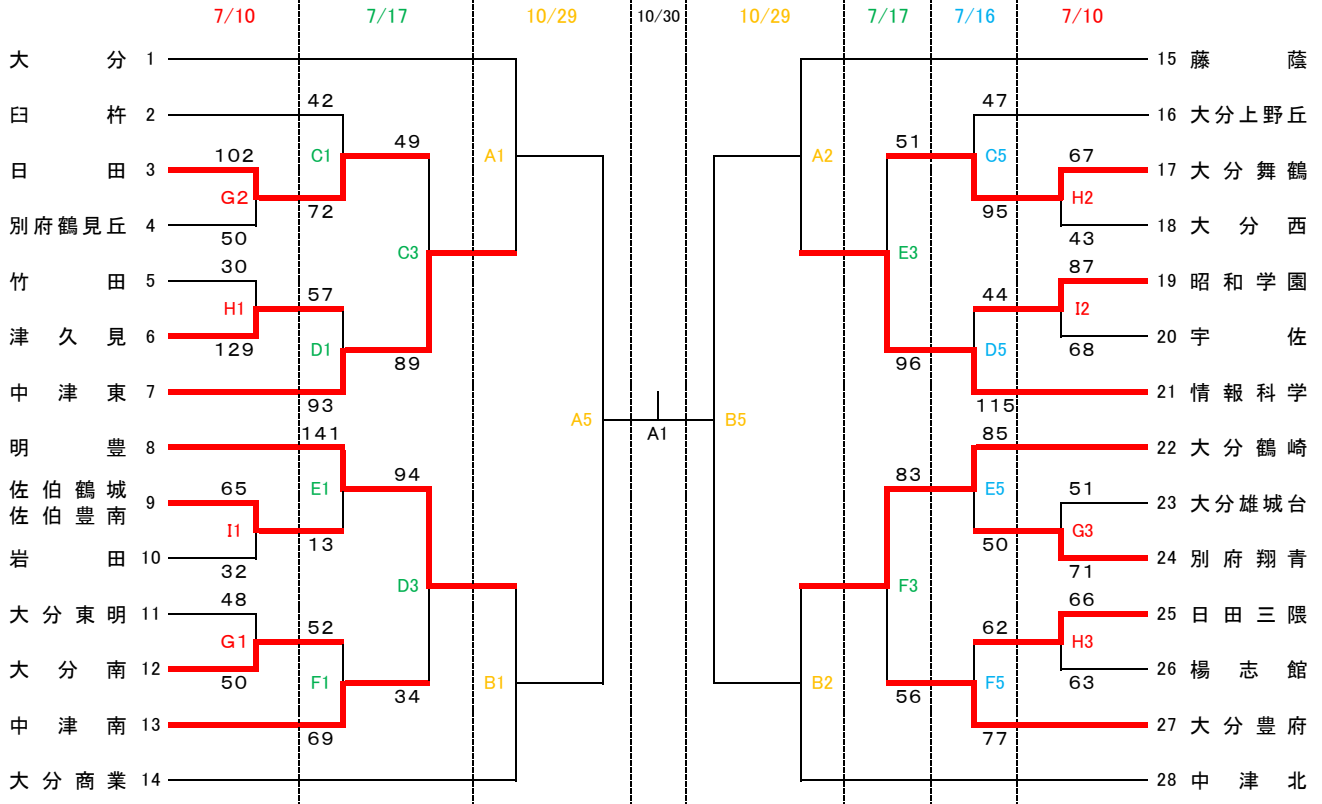 7/10 7/17 10/29 10/30 10/29 7/17 7/16 7/10
大分 1
15 藤蔭
42
47
臼杵 2
16 大分上野丘
49
51
102 C1 A1 A2 C5 67
日田 3
17 大分舞鶴
G2 H2
72
95
別府鶴見丘 4
18 大分西
50
43
C3 E3
30
87
竹田 5
19 昭和学園
57
44
H1 I2
津久見 6
20 宇佐
129 D1 D5 68
89
96
中津東 7
21 情報科学
93
115
A5 A1 B5
141
85
明豊 8
22 大分鶴崎
94
83
佐伯鶴城
佐伯豊南
9
65 E1 E5 51
23 大分雄城台
I1 G3
13
50
岩田 10
24 別府翔青
32
71
D3 F3
48
66
大分東明 11
25 日田三隈
52
62
G1 H3
大分南 12
26 楊志館
50 F1 B1 B2 F5 63
34
56
中津南 13
27 大分豊府
69
77
大分商業 14
28 中津北